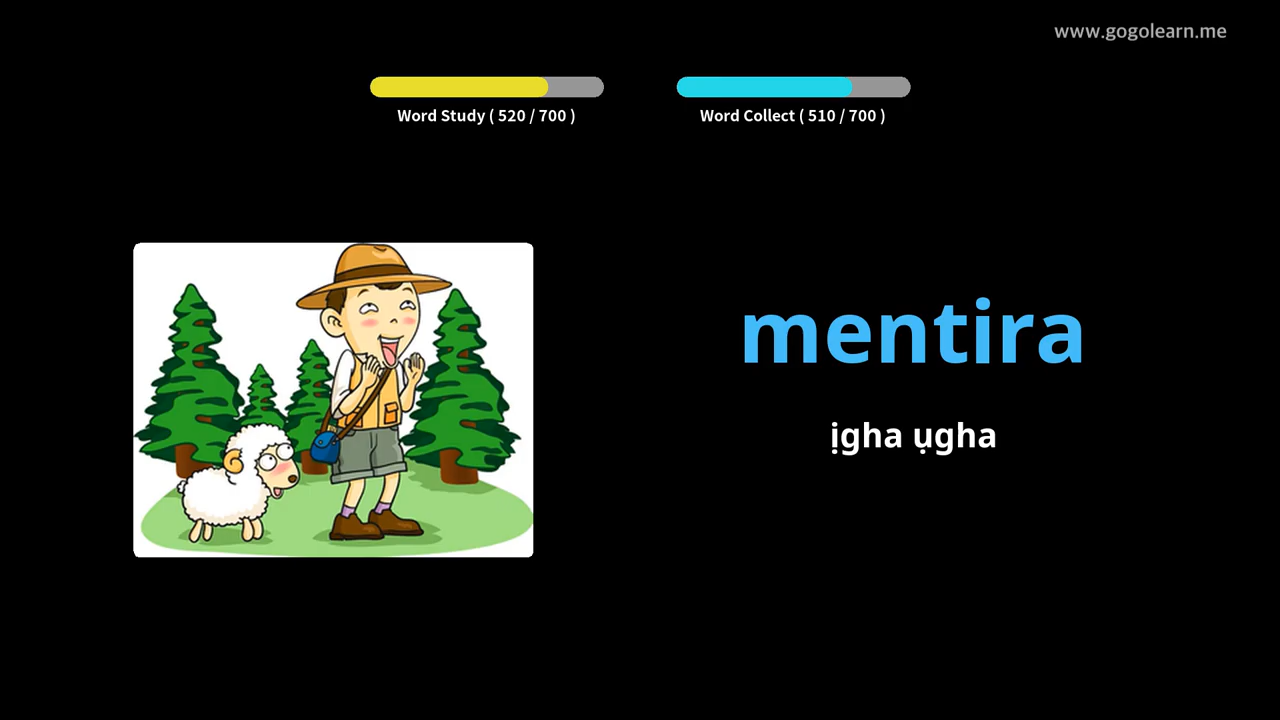 www.gogolearn.me
Word Study ( 520 / 700 )
Word Collect ( 510 / 700 )
mentira
ịgha ụgha